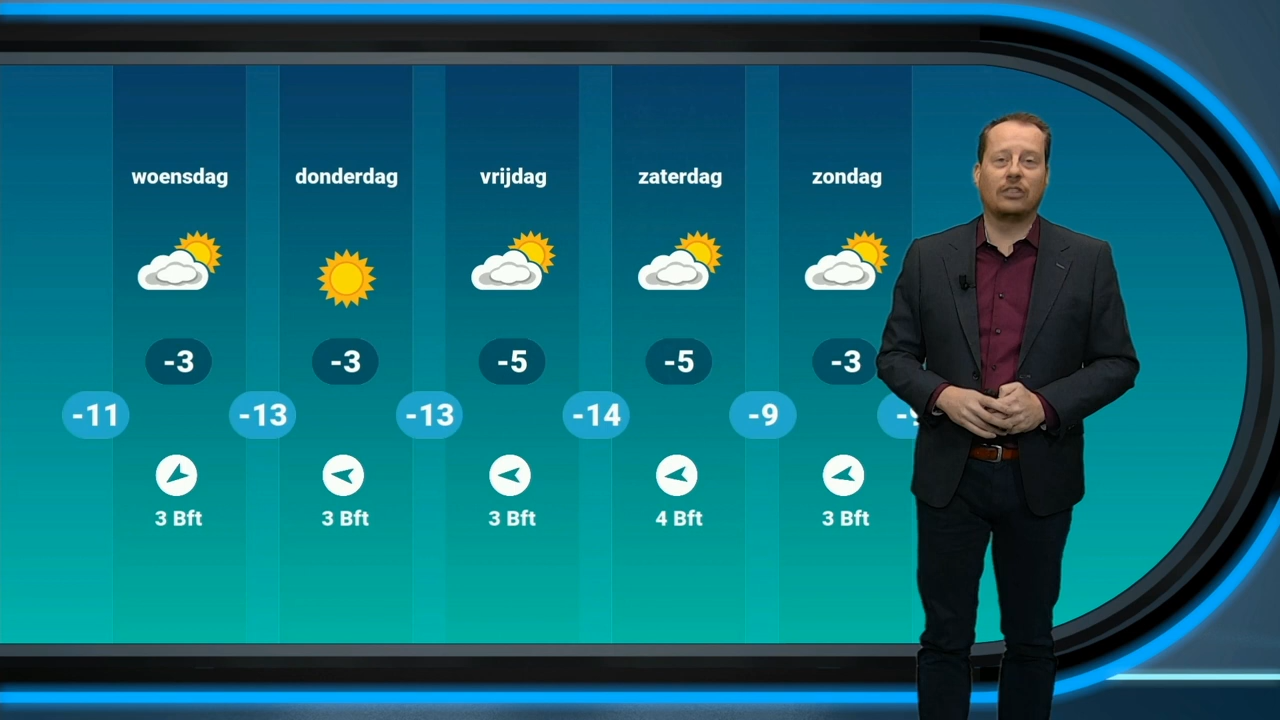 woensdag donderdag vrijdag zaterdag zondag
-3 -3 -5 -5 -3
-11 -13 -13 -14 -9
3 Bft 3 Bft 3 Bft 4 Bft 3 Bft